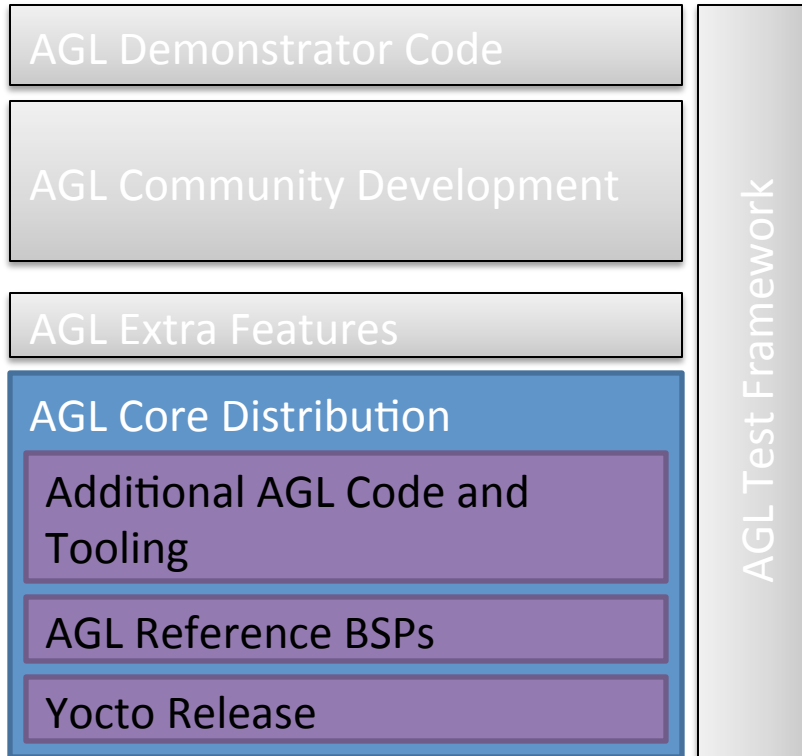 AGL Demonstrator Code
AGL Community Development
AGL Extra Features
AGL Core Distribution
Additional AGL Code and
Tooling
AGL Reference BSPs
Yocto Release
AGL Test Framework